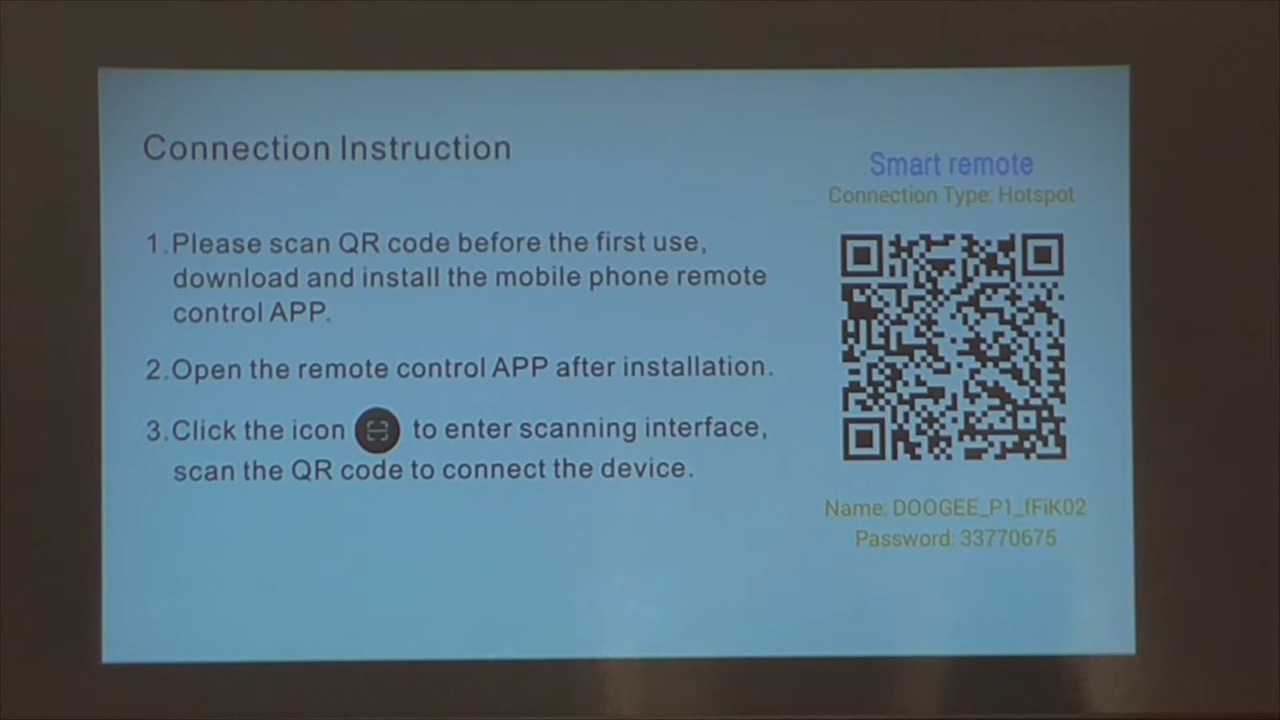 Connection Instruction
1.Please scan QR code before the first use,
download and install the mobile phone remote
control APP.
2.Open the remote control APP after installation.
3.Click the icon to enter scanning interface,
scan the QR code to connect the device.
Smart remote
Connection Type: Hotspot
Name: DOOGEE_P1_fFiK02
Password: 33770675